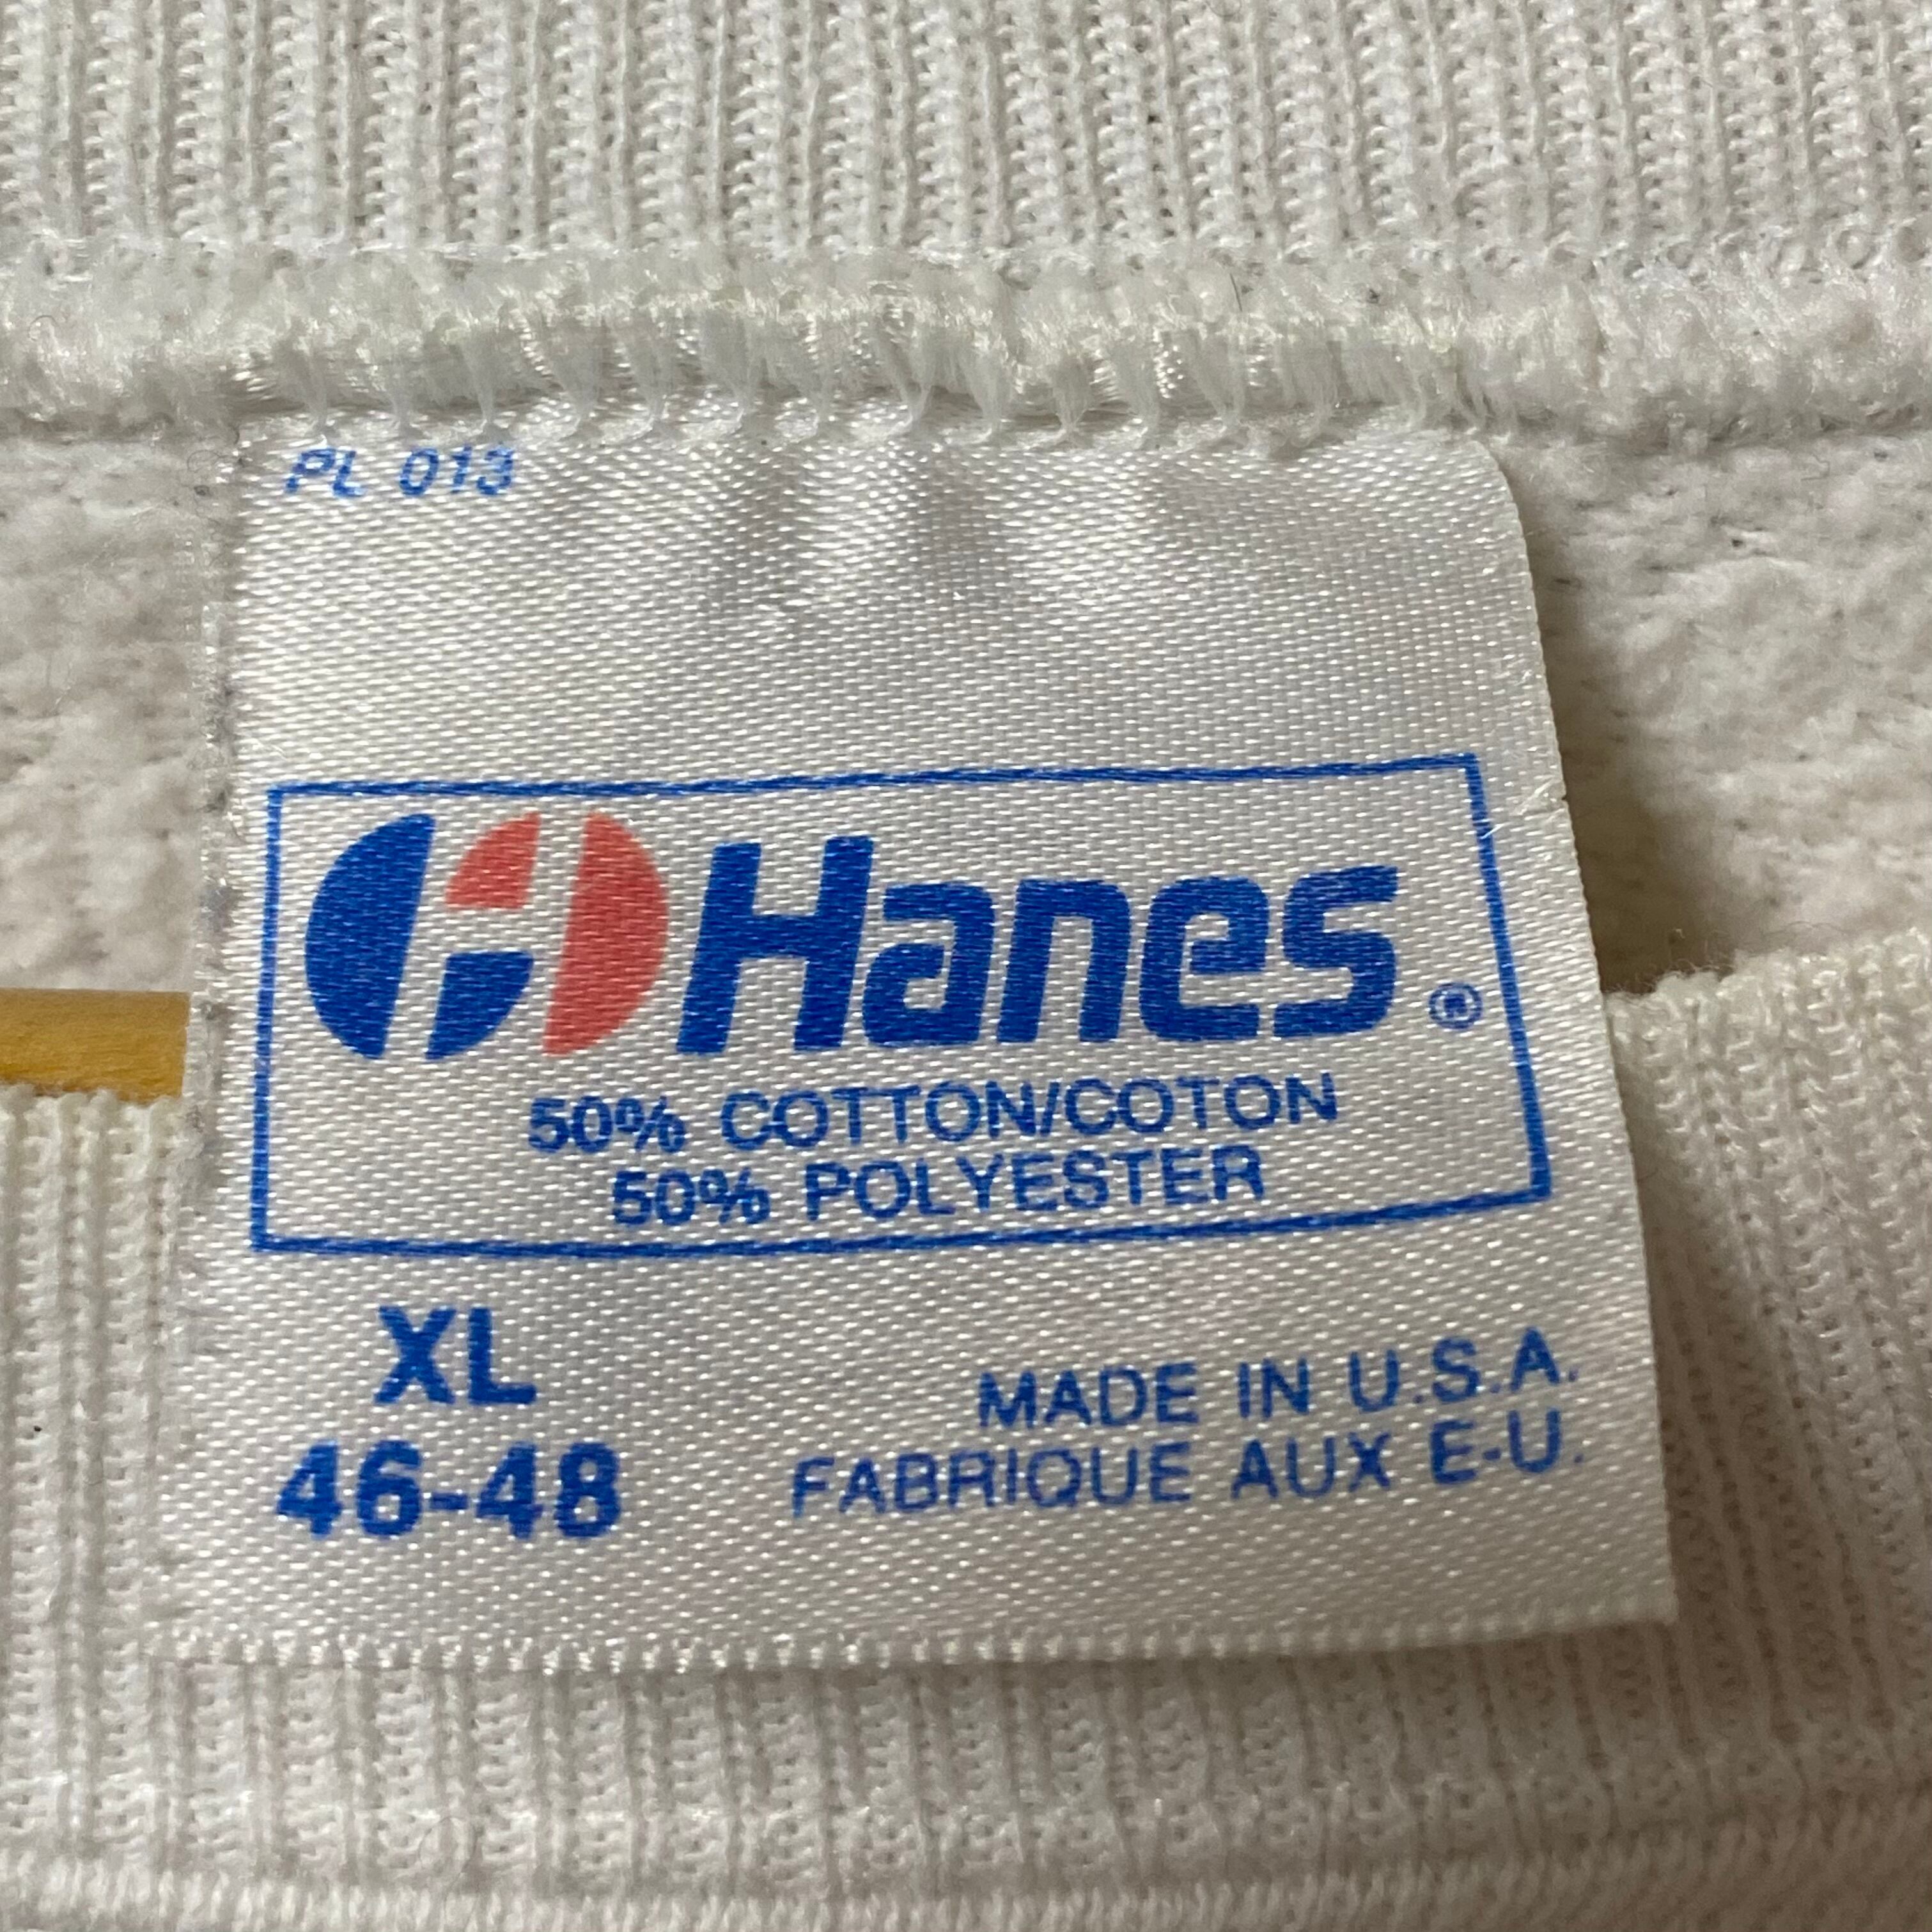 PL 013
Hanes®
50% COTTON/COTON
50% POLYESTER
XL
46-48
MADE IN U.S.A.
FABRIQUE AUX E-U.